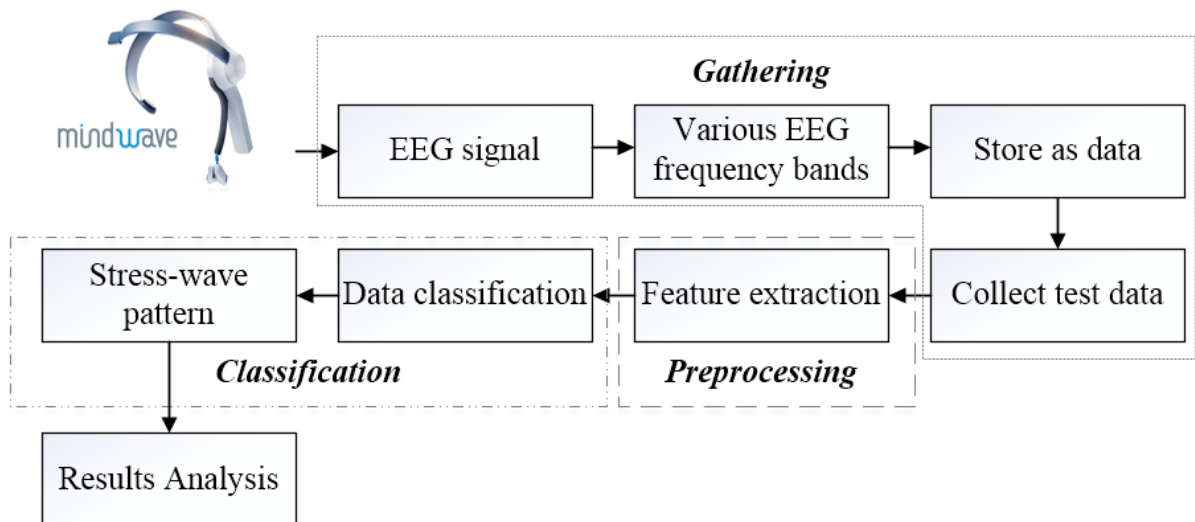 mindwave
Gathering
EEG signal
Various EEG
frequency bands
Store as data
Collect test data
Feature extraction
Preprocessing
Data classification
Stress-wave
pattern
Classification
Results Analysis